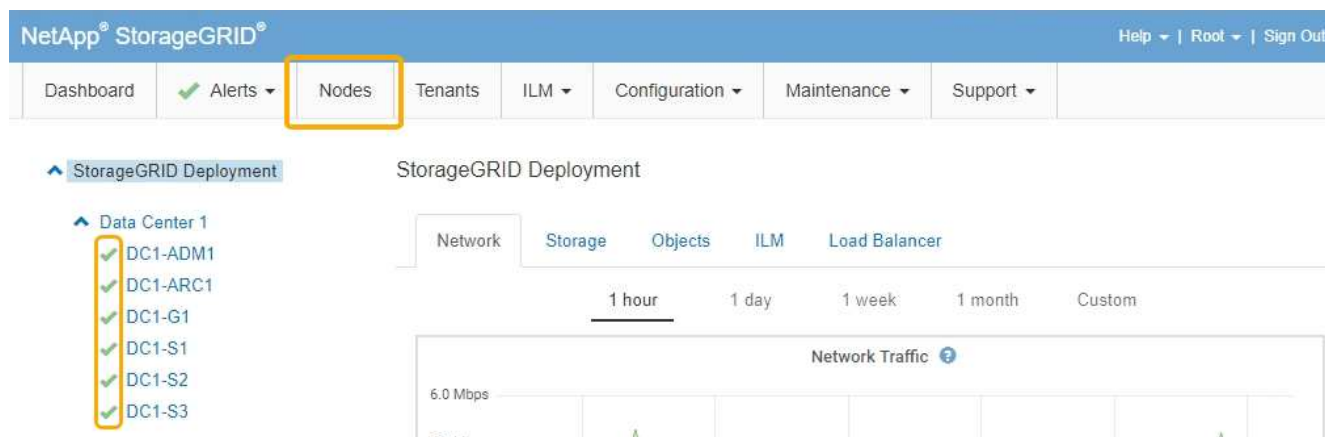 NetApp® StorageGRID®
Help | Root | Sign Out
Dashboard Alerts Nodes Tenants ILM Configuration Maintenance Support
StorageGRID Deployment
StorageGRID Deployment
Data Center 1
DC1-ADM1
DC1-ARC1
DC1-G1
DC1-S1
DC1-S2
DC1-S3
Network Storage Objects ILM Load Balancer
1 hour 1 day 1 week 1 month Custom
Network Traffic
6.0 Mbps